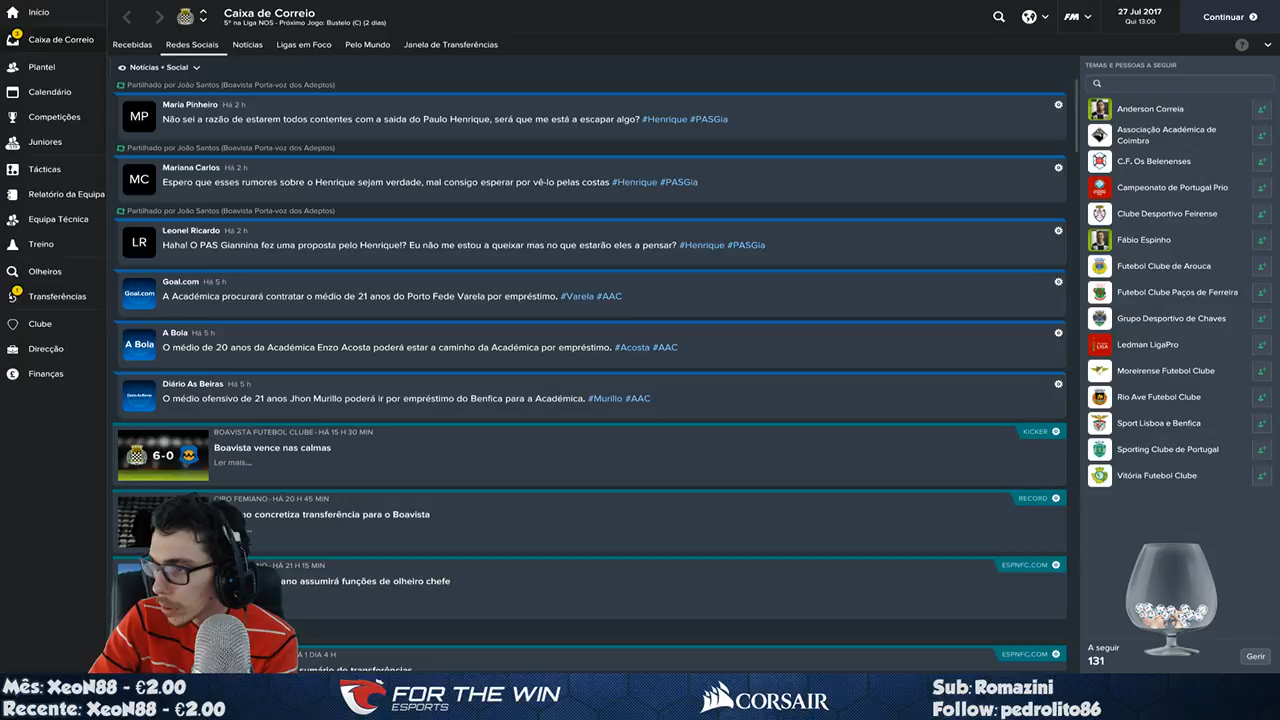 Início
Caixa de Correio
3
Plantel
Calendário
Competições
Juniores
Tácticas
Relatório da Equipa
Equipa Técnica
Treino
Olheiros
Transferências
1
Clube
Direcção
Finanças
Caixa de Correio
5º na Liga NOS - Próximo Jogo: Bustelo (C) (2 dias)
FM
27 Jul 2017
Qui 13:00
Continuar
Recebidas
Redes Sociais
Notícias
Ligas em Foco
Pelo Mundo
Janela de Transferências
Notícias + Social
Partilhado por João Santos (Boavista Porta-voz dos Adeptos)
MP
Maria Pinheiro Há 2 h
Não sei a razão de estarem todos contentes com a saida do Paulo Henrique, será que me está a escapar algo? #Henrique #PASGia
Partilhado por João Santos (Boavista Porta-voz dos Adeptos)
MC
Mariana Carlos Há 2 h
Espero que esses rumores sobre o Henrique sejam verdade, mal consigo esperar por vê-lo pelas costas #Henrique #PASGia
Partilhado por João Santos (Boavista Porta-voz dos Adeptos)
LR
Leonel Ricardo Há 2 h
Haha! O PAS Giannina fez uma proposta pelo Henrique!? Eu não me estou a queixar mas no que estarão eles a pensar? #Henrique #PASGia
Goal.com
Goal.com Há 5 h
A Académica procurará contratar o médio de 21 anos do Porto Fede Varela por empréstimo. #Varela #AAC
A Bola
A Bola Há 5 h
O médio de 20 anos da Académica Enzo Acosta poderá estar a caminho da Académica por empréstimo. #Acosta #AAC
Diário As Beiras Há 5 h
O médio ofensivo de 21 anos Jhon Murillo poderá ir por empréstimo do Benfica para a Académica. #Murillo #AAC
BOAVISTA FUTEBOL CLUBE - HÁ 15 H 30 MIN
KICKER
6-0
Boavista vence nas calmas
Ler mais...
CIRO FEMIANO - HÁ 20 H 45 MIN
RECORD
no concretiza transferência para o Boavista
HÁ 21 H 15 MIN
ESPNFC.COM
ano assumirá funções de olheiro chefe
Á 1 DIA 4 H
ESPNFC.COM
sumário de transferências
TEMAS E PESSOAS A SEGUIR
Anderson Correia
Associação Académica de
Coimbra
C.F. Os Belenenses
Campeonato de Portugal Prio
Clube Desportivo Feirense
Fábio Espinho
Futebol Clube de Arouca
Futebol Clube Paços de Ferreira
Grupo Desportivo de Chaves
Ledman LigaPro
Moreirense Futebol Clube
Rio Ave Futebol Clube
Sport Lisboa e Benfica
Sporting Clube de Portugal
Vitória Futebol Clube
A seguir
131
Gerir
Mês: XeoN88 - €2.00
Recente: XeoN88 - €2.00
FOR THE WIN
ESPORTS
CORSAIR
Sub: Romazini
Follow: pedrolito86